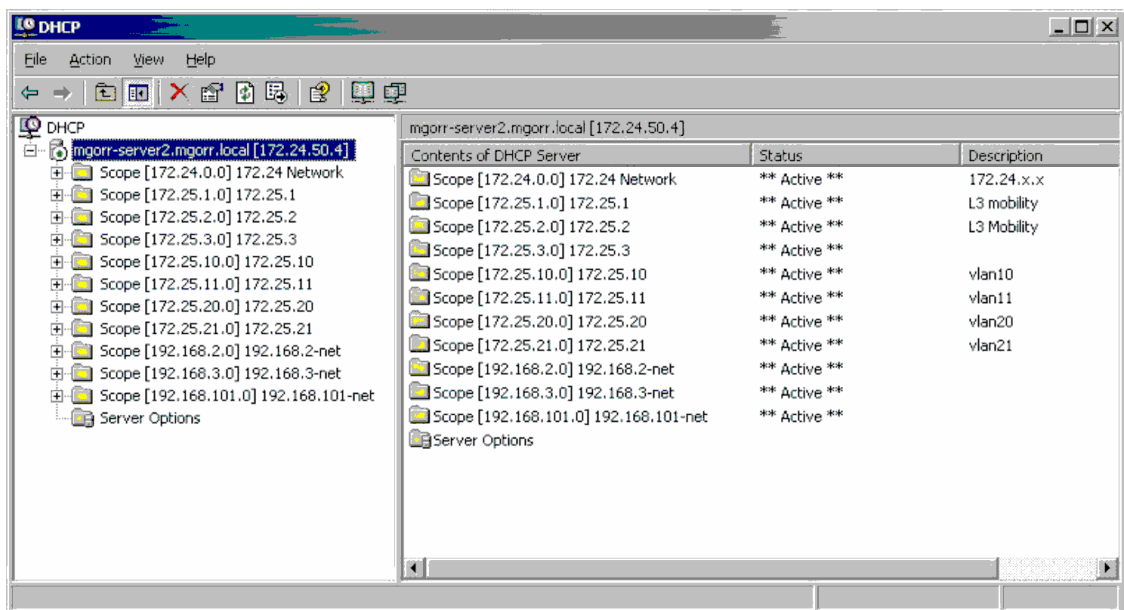 DHCP
File Action View Help
DHCP
mgorr-server2.mgorr.local [172.24.50.4]
Scope [172.24.0.0] 172.24 Network
Scope [172.25.1.0] 172.25.1
Scope [172.25.2.0] 172.25.2
Scope [172.25.3.0] 172.25.3
Scope [172.25.10.0] 172.25.10
Scope [172.25.11.0] 172.25.11
Scope [172.25.20.0] 172.25.20
Scope [172.25.21.0] 172.25.21
Scope [192.168.2.0] 192.168.2-net
Scope [192.168.3.0] 192.168.3-net
Scope [192.168.101.0] 192.168.101-net
Server Options
mgorr-server2.mgorr.local [172.24.50.4]
Contents of DHCP Server Status Description
Scope [172.24.0.0] 172.24 Network ** Active ** 172.24.x.x
Scope [172.25.1.0] 172.25.1 ** Active ** L3 mobility
Scope [172.25.2.0] 172.25.2 ** Active ** L3 Mobility
Scope [172.25.3.0] 172.25.3 ** Active **
Scope [172.25.10.0] 172.25.10 ** Active ** vlan10
Scope [172.25.11.0] 172.25.11 ** Active ** vlan11
Scope [172.25.20.0] 172.25.20 ** Active ** vlan20
Scope [172.25.21.0] 172.25.21 ** Active ** vlan21
Scope [192.168.2.0] 192.168.2-net ** Active **
Scope [192.168.3.0] 192.168.3-net ** Active **
Scope [192.168.101.0] 192.168.101-net ** Active **
Server Options